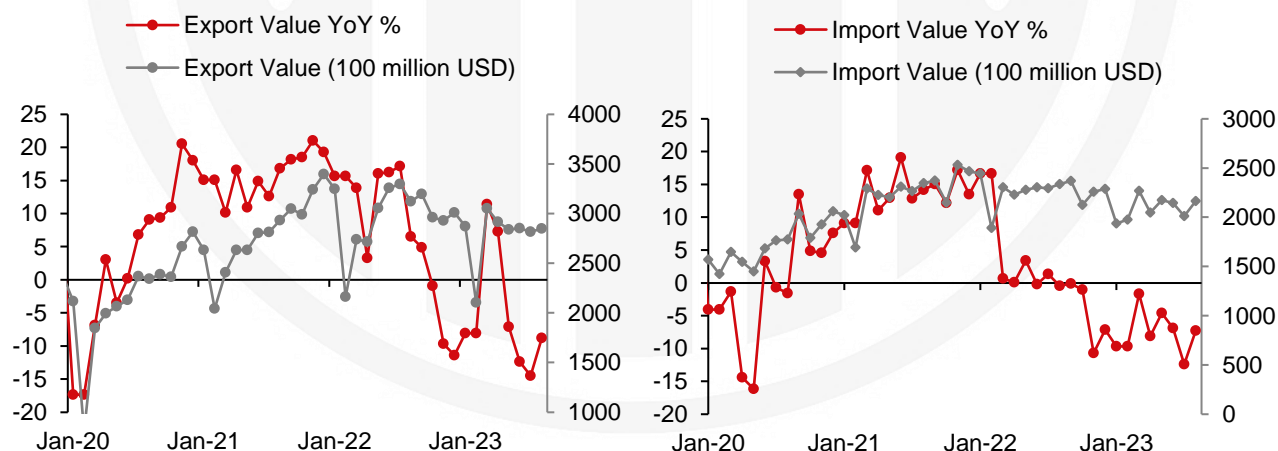 Export Value YoY %
Export Value (100 million USD)
25
20
15
10
5
0
-5
-10
-15
-20
4000
3500
3000
2500
2000
1500
1000
Jan-20
Jan-21
Jan-22
Jan-23
Import Value YoY %
Import Value (100 million USD)
25
20
15
10
5
0
-5
-10
-15
-20
3000
2500
2000
1500
1000
500
0
Jan-20
Jan-21
Jan-22
Jan-23